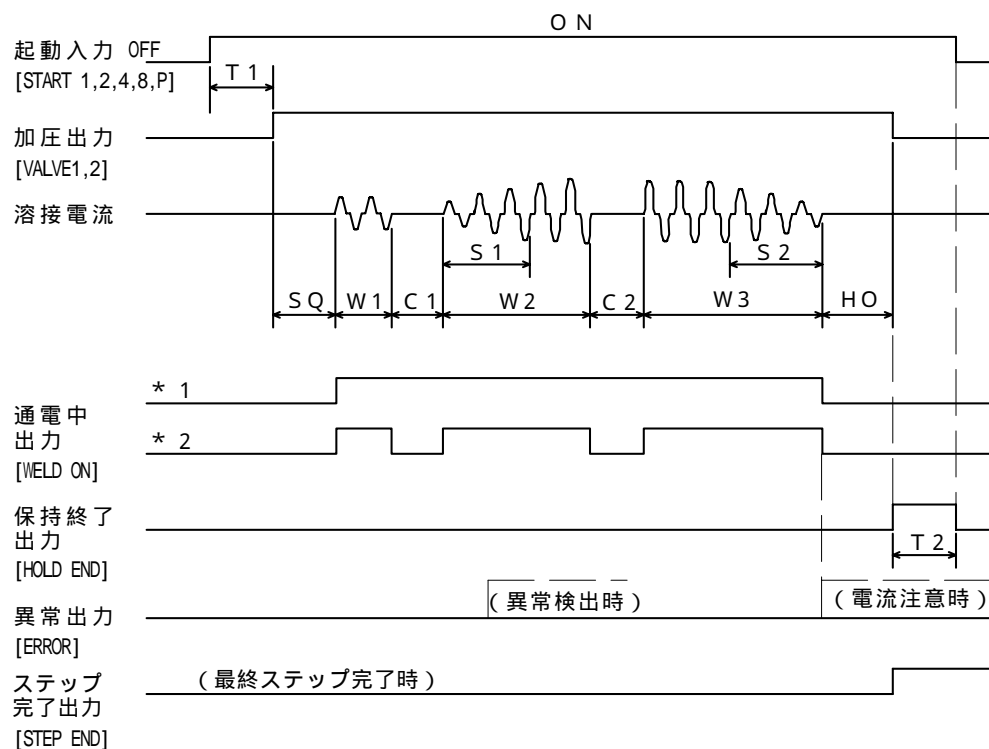 ON
起動入力 OFF
[START 1,2,4,8,P]
T1
加圧出力
[VALVE1,2]
溶接電流
S1
S2
SQ W1 C1 W2 C2 W3 HO
*1
通電中
出力
*2
[WELD ON]
保持終了
出力
T2
[HOLD END]
(異常検出時)
(電流注意時)
異常出力
[ERROR]
ステップ
完了出力
(最終ステップ完了時)
[STEP END]